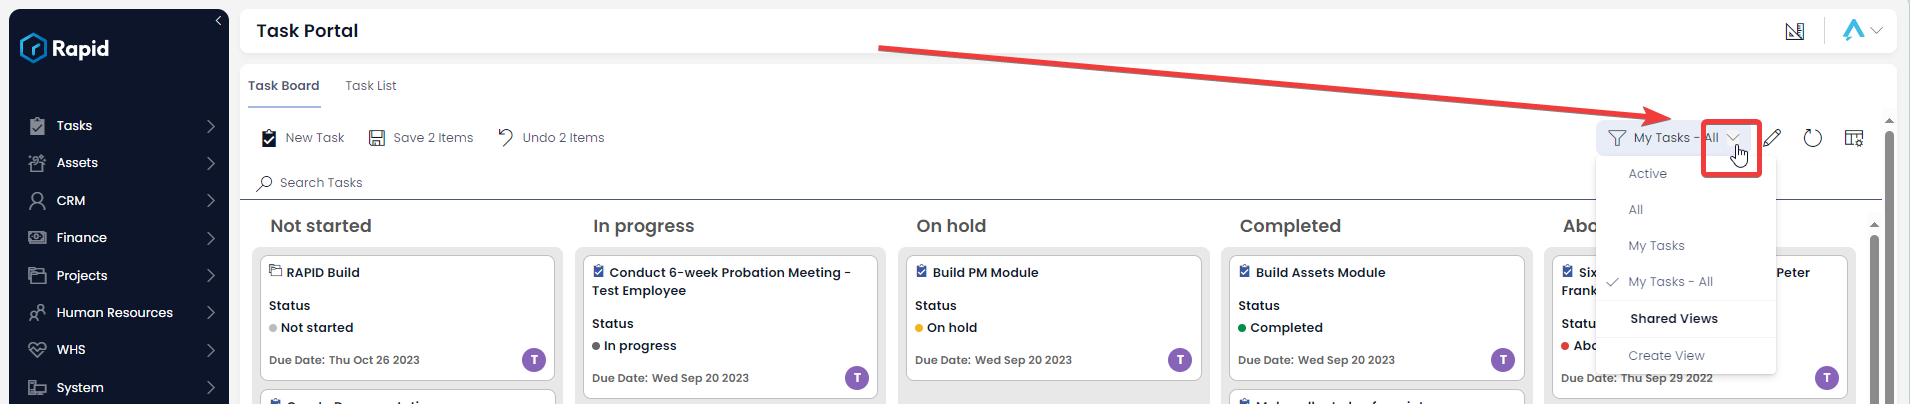 Rapid
Tasks
Assets
CRM
Finance
Projects
Human Resources
WHS
System
Task Portal
Task Board
Task List
New Task
Save 2 Items
Undo 2 Items
My Tasks - All
Search Tasks
Active
All
My Tasks
My Tasks - All
Shared Views
Create View
Not started
RAPID Build
Status
Not started
Due Date: Thu Oct 26 2023
T
In progress
Conduct 6-week Probation Meeting -
Test Employee
Status
In progress
Due Date: Wed Sep 20 2023
T
On hold
Build PM Module
Status
On hold
Due Date: Wed Sep 20 2023
T
Completed
Build Assets Module
Status
Completed
Due Date: Wed Sep 20 2023
T
Abo
Six
Peter
Frank
Statu
Abo
Due Date: Thu Sep 29 2022
T